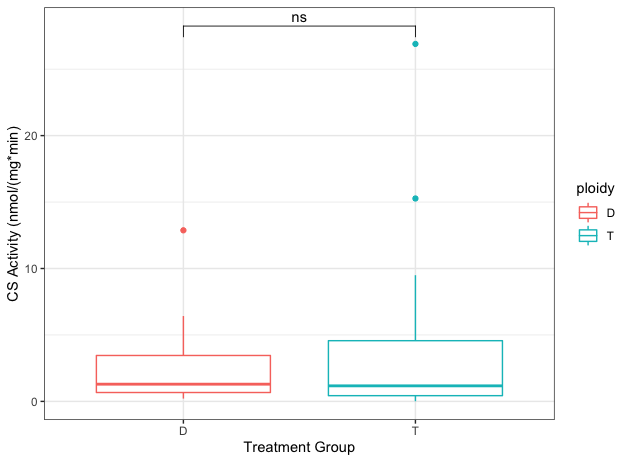 ns
CS Activity (nmol/(mg*min)
20
10
0
D
T
Treatment Group
ploidy
D
T